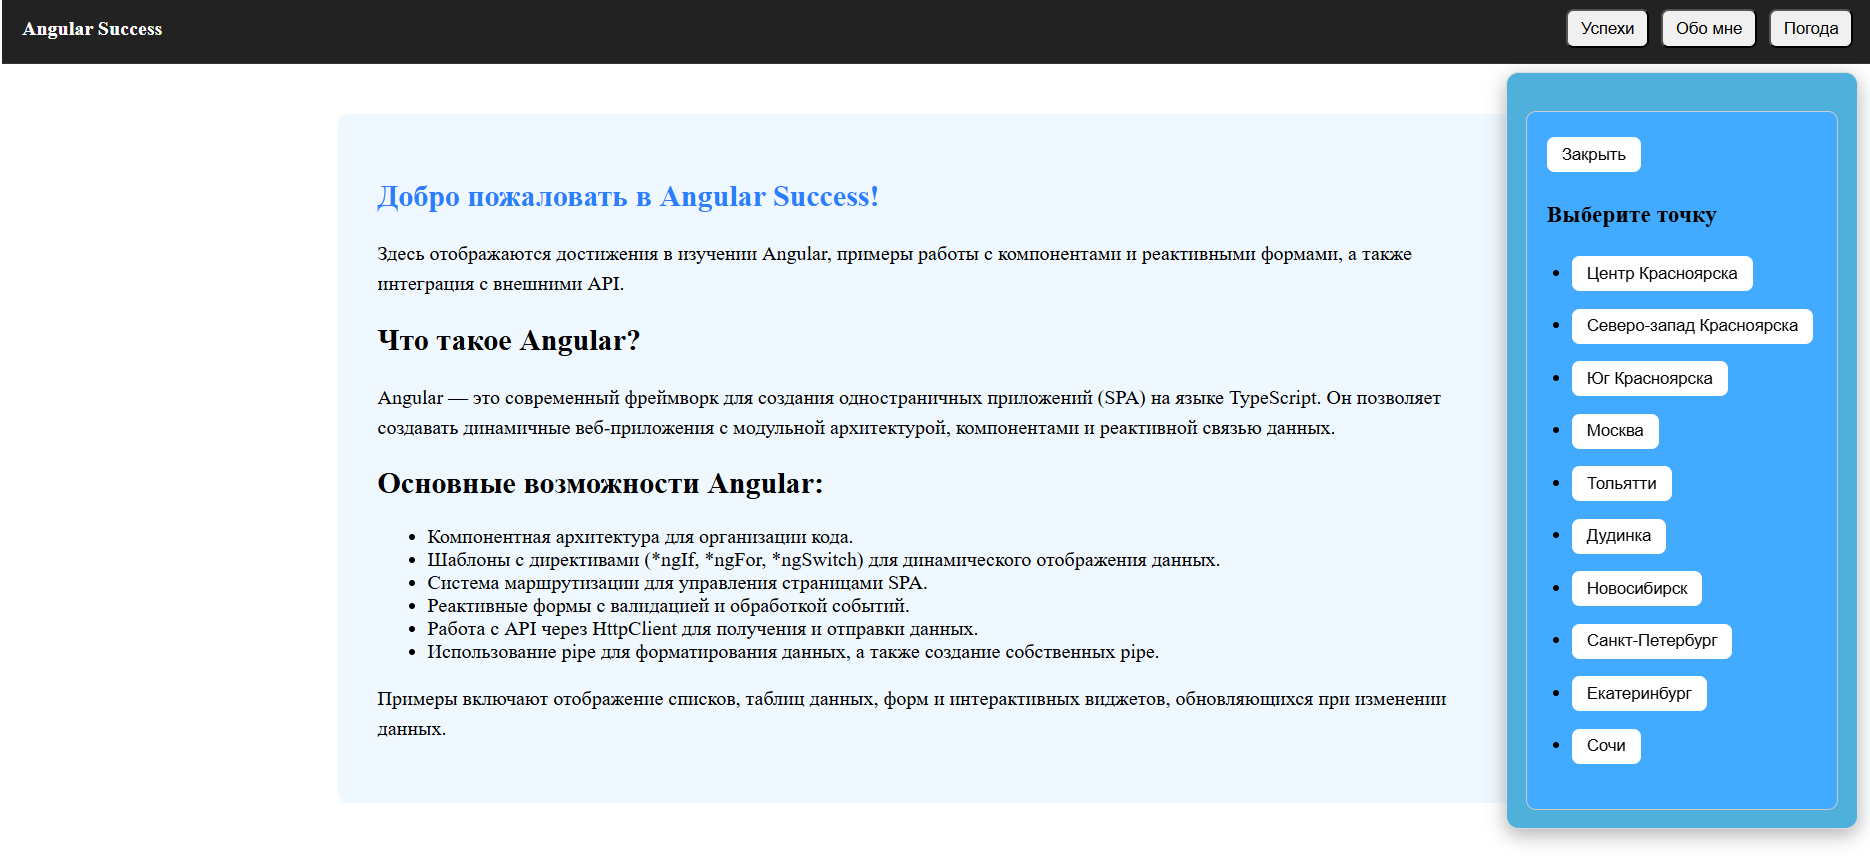 Angular Success
Успехи
Обо мне
Погода
Добро пожаловать в Angular Success!
Здесь отображаются достижения в изучении Angular, примеры работы с компонентами и реактивными формами, а также
интеграция с внешними API.
Что такое Angular?
Angular — это современный фреймворк для создания одностраничных приложений (SPA) на языке TypeScript. Он позволяет
создавать динамичные веб-приложения с модульной архитектурой, компонентами и реактивной связью данных.
Основные возможности Angular:
Компонентная архитектура для организации кода.
Шаблоны с директивами (*ngIf, *ngFor, *ngSwitch) для динамического отображения данных.
Система маршрутизации для управления страницами SPA.
Реактивные формы с валидацией и обработкой событий.
Работа с API через HttpClient для получения и отправки данных.
Использование pipe для форматирования данных, а также создание собственных pipe.
Примеры включают отображение списков, таблиц данных, форм и интерактивных виджетов, обновляющихся при изменении
данных.
Закрыть
Выберите точку
Центр Красноярска
Северо-запад Красноярска
Юг Красноярска
Москва
Тольятти
Дудинка
Новосибирск
Санкт-Петербург
Екатеринбург
Сочи